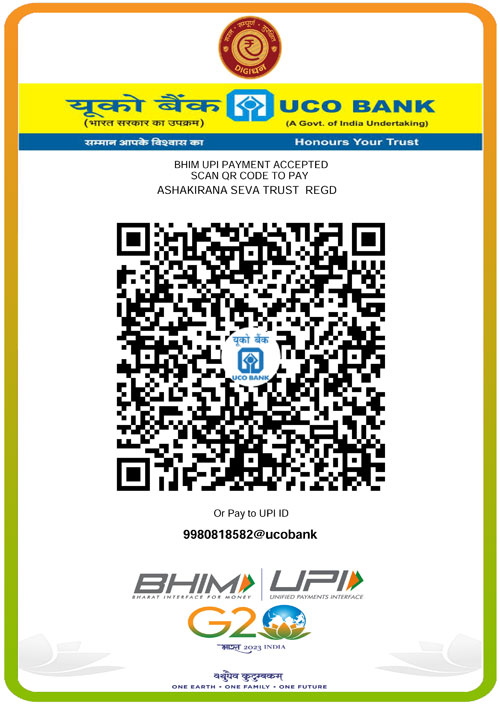 भारत • सम्पूर्ण • सुरक्षित
DIGIधन
यूको बैंक UCO BANK
(भारत सरकार का उपक्रम) (A Govt. of India Undertaking)
सम्मान आपके विश्वास का Honours Your Trust
BHIM UPI PAYMENT ACCEPTED
SCAN QR CODE TO PAY
ASHAKIRANA SEVA TRUST REGD
यूको बैंक
UCO BANK
Or Pay to UPI ID
9980818582@ucobank
BHIM UPI
BHARAT INTERFACE FOR MONEY UNIFIED PAYMENTS INTERFACE
G20
भारत 2023 INDIA
वसुधैव कुटुम्बकम्
ONE EARTH • ONE FAMILY • ONE FUTURE